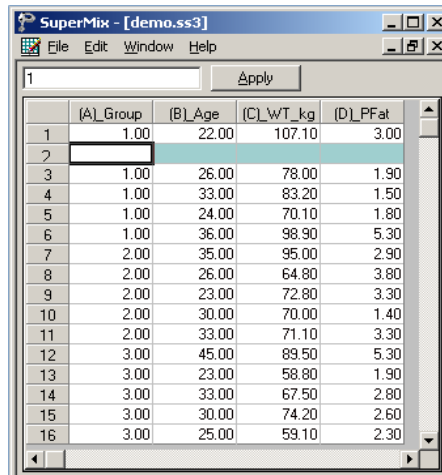 SuperMix - [demo.ss3]
File Edit Window Help
1 Apply
(A)_Group (B)_Age (C)_WT_kg (D)_PFat
1 1.00 22.00 107.10 3.00
2
3 1.00 26.00 78.00 1.90
4 1.00 33.00 83.20 1.50
5 1.00 24.00 70.10 1.80
6 1.00 36.00 98.90 5.30
7 2.00 35.00 95.00 2.90
8 2.00 26.00 64.80 3.80
9 2.00 23.00 72.80 3.30
10 2.00 30.00 70.00 1.40
11 2.00 33.00 71.10 3.30
12 3.00 45.00 89.50 5.30
13 3.00 23.00 58.80 1.90
14 3.00 33.00 67.50 2.80
15 3.00 30.00 74.20 2.60
16 3.00 25.00 59.10 2.30